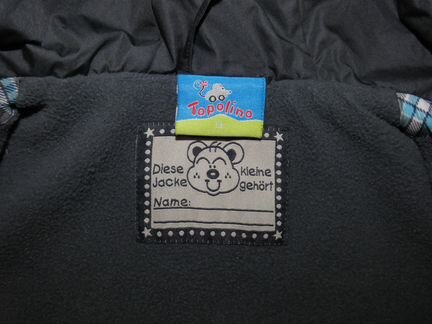 Topolino
Diese kleine
Jacke gehört
Name: